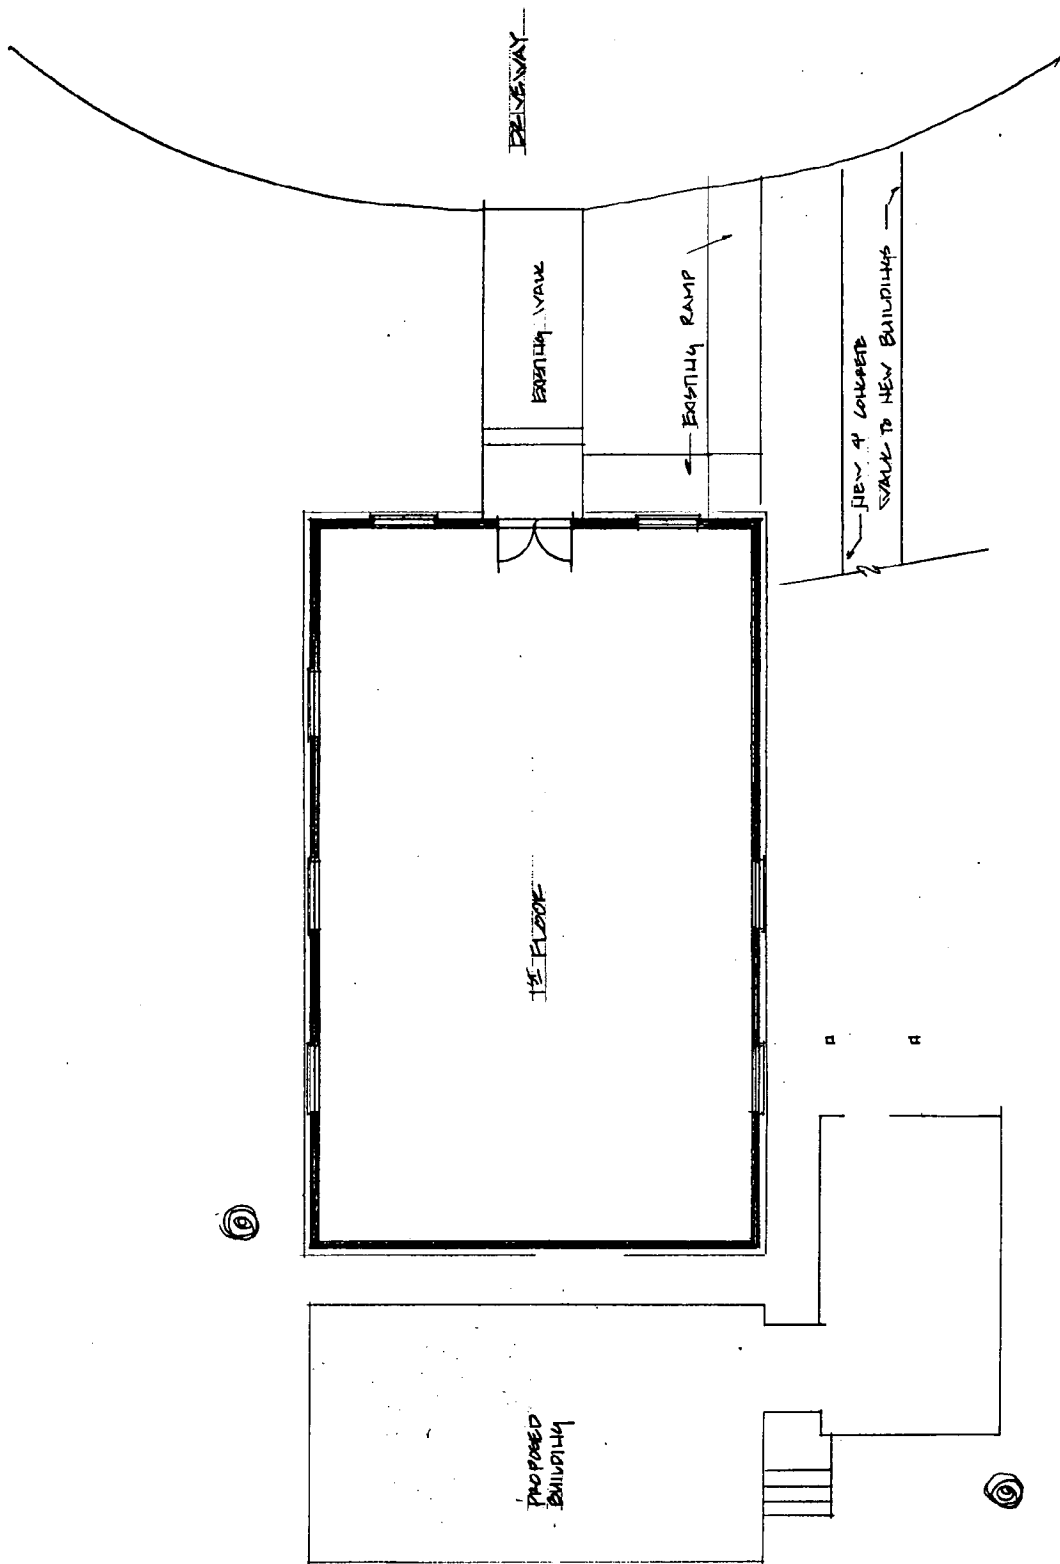 DRIVEWAY
EXISTING WALK
EXISTING RAMP
NEW 4' CONCRETE
WALK TO NEW BUILDINGS
1ST FLOOR
PROPOSED
BUILDING